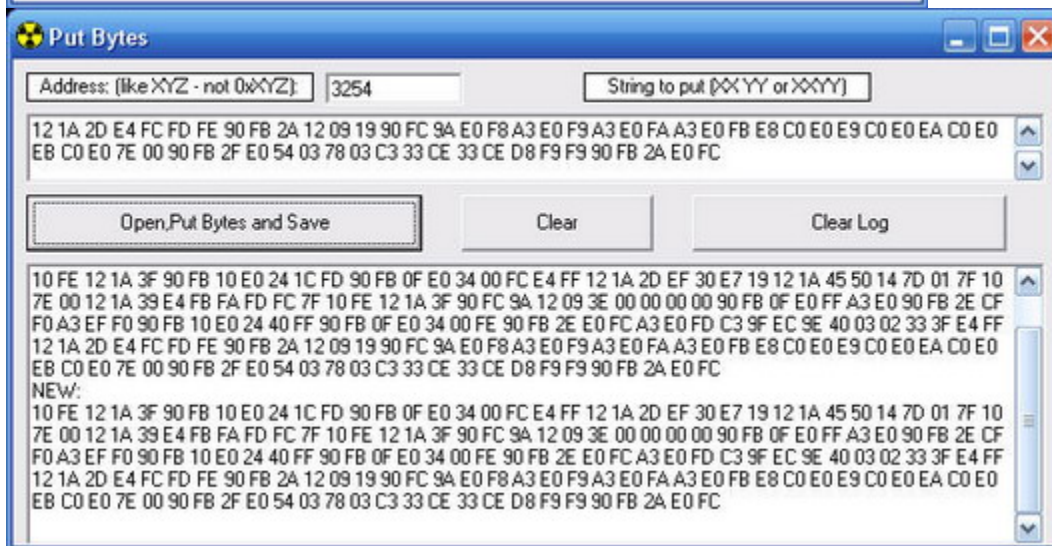 Put Bytes
Address: (like XYZ - not 0xXYZ): 3254 String to put (XX YY or XXYY)
12 1A 2D E4 FC FD FE 90 FB 2A 12 09 19 90 FC 9A E0 F8 A3 E0 F9 A3 E0 FA A3 E0 FB E8 C0 E0 E9 C0 E0 EA C0 E0
EB C0 E0 7E 00 90 FB 2F E0 54 03 78 03 C3 33 CE 33 CE D8 F9 F9 90 FB 2A E0 FC
Open,Put Bytes and Save Clear Clear Log
10 FE 12 1A 3F 90 FB 10 E0 24 1C FD 90 FB 0F E0 34 00 FC E4 FF 12 1A 2D EF 30 E7 19 12 1A 45 50 14 7D 01 7F 10
7E 00 12 1A 39 E4 FB FA FD FC 7F 10 FE 12 1A 3F 90 FC 9A 12 09 3E 00 00 00 00 90 FB 0F E0 FF A3 E0 90 FB 2E CF
F0 A3 EF F0 90 FB 10 E0 24 40 FF 90 FB 0F E0 34 00 FE 90 FB 2E E0 FC A3 E0 FD C3 9F EC 9E 40 03 02 33 3F E4 FF
12 1A 2D E4 FC FD FE 90 FB 2A 12 09 19 90 FC 9A E0 F8 A3 E0 F9 A3 E0 FA A3 E0 FB E8 C0 E0 E9 C0 E0 EA C0 E0
EB C0 E0 7E 00 90 FB 2F E0 54 03 78 03 C3 33 CE 33 CE D8 F9 F9 90 FB 2A E0 FC
NEW:
10 FE 12 1A 3F 90 FB 10 E0 24 1C FD 90 FB 0F E0 34 00 FC E4 FF 12 1A 2D EF 30 E7 19 12 1A 45 50 14 7D 01 7F 10
7E 00 12 1A 39 E4 FB FA FD FC 7F 10 FE 12 1A 3F 90 FC 9A 12 09 3E 00 00 00 00 90 FB 0F E0 FF A3 E0 90 FB 2E CF
F0 A3 EF F0 90 FB 10 E0 24 40 FF 90 FB 0F E0 34 00 FE 90 FB 2E E0 FC A3 E0 FD C3 9F EC 9E 40 03 02 33 3F E4 FF
12 1A 2D E4 FC FD FE 90 FB 2A 12 09 19 90 FC 9A E0 F8 A3 E0 F9 A3 E0 FA A3 E0 FB E8 C0 E0 E9 C0 E0 EA C0 E0
EB C0 E0 7E 00 90 FB 2F E0 54 03 78 03 C3 33 CE 33 CE D8 F9 F9 90 FB 2A E0 FC